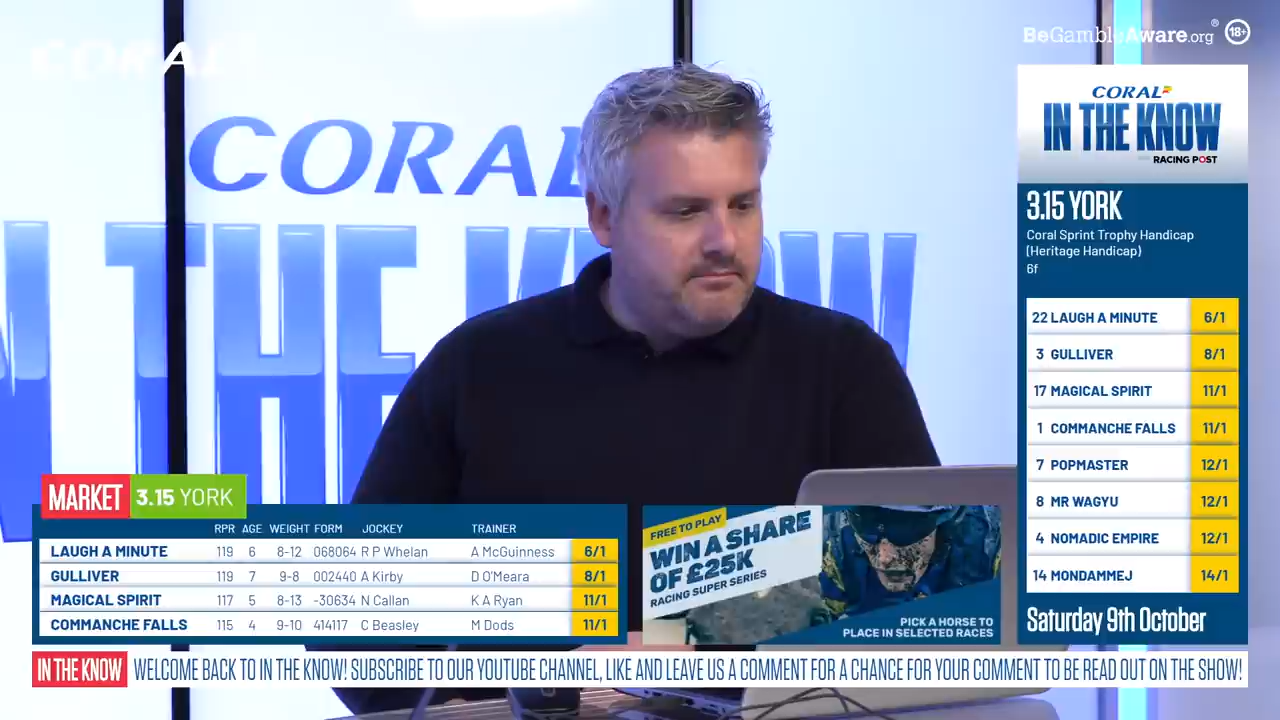 CORAL
BeGambleAware.org® 18+
CORAL
IN THE KNOW
CORAL
IN THE KNOW
RACING POST
3.15 YORK
Coral Sprint Trophy Handicap
(Heritage Handicap)
6f
22 LAUGH A MINUTE 6/1
3 GULLIVER 8/1
17 MAGICAL SPIRIT 11/1
1 COMMANCHE FALLS 11/1
7 POPMASTER 12/1
8 MR WAGYU 12/1
4 NOMADIC EMPIRE 12/1
14 MONDAMMEJ 14/1
Saturday 9th October
MARKET 3.15 YORK
RPR AGE WEIGHT FORM JOCKEY TRAINER
LAUGH A MINUTE 119 6 8-12 068064 R P Whelan A McGuinness 6/1
GULLIVER 119 7 9-8 002440 A Kirby D O'Meara 8/1
MAGICAL SPIRIT 117 5 8-13 -30634 N Callan K A Ryan 11/1
COMMANCHE FALLS 115 4 9-10 414117 C Beasley M Dods 11/1
FREE TO PLAY
WIN A SHARE
OF £25K
RACING SUPER SERIES
PICK A HORSE TO
PLACE IN SELECTED RACES
IN THE KNOW WELCOME BACK TO IN THE KNOW! SUBSCRIBE TO OUR YOUTUBE CHANNEL, LIKE AND LEAVE US A COMMENT FOR A CHANCE FOR YOUR COMMENT TO BE READ OUT ON THE SHOW!